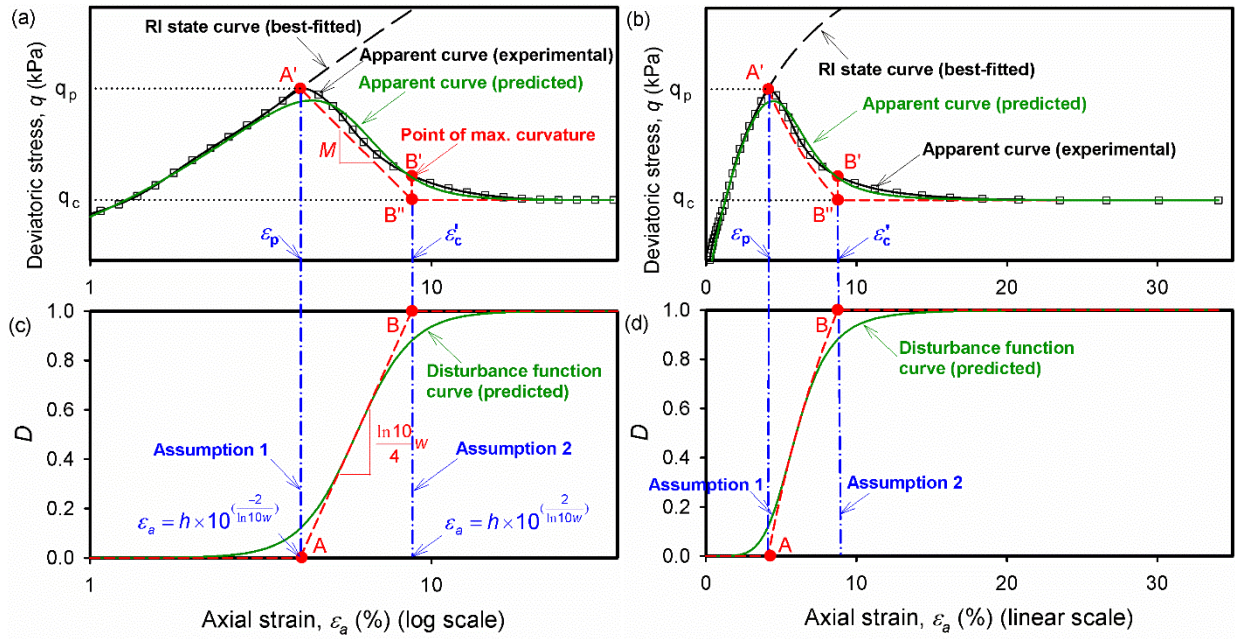 (a)
RI state curve (best-fitted)
Apparent curve (experimental)
Apparent curve (predicted)
A'
q_p
Point of max. curvature
M
B'
q_c
B''
ε_p
ε'_c
Deviatoric stress, q (kPa)
1
10
(b)
RI state curve (best-fitted)
A'
q_p
Apparent curve (predicted)
Apparent curve (experimental)
B'
q_c
B''
ε_p
ε'_c
Deviatoric stress, q (kPa)
0
10
20
30
(c)
1.0
0.8
0.6
0.4
0.2
0.0
D
B
Disturbance function
curve (predicted)
ln10/4 w
Assumption 1
Assumption 2
ε_a = h × 10^(-2/ln10w)
ε_a = h × 10^(2/ln10w)
A
1
10
Axial strain, ε_a (%) (log scale)
(d)
1.0
0.8
0.6
0.4
0.2
0.0
D
B
Disturbance function
curve (predicted)
Assumption 1
Assumption 2
A
0
10
20
30
Axial strain, ε_a (%) (linear scale)